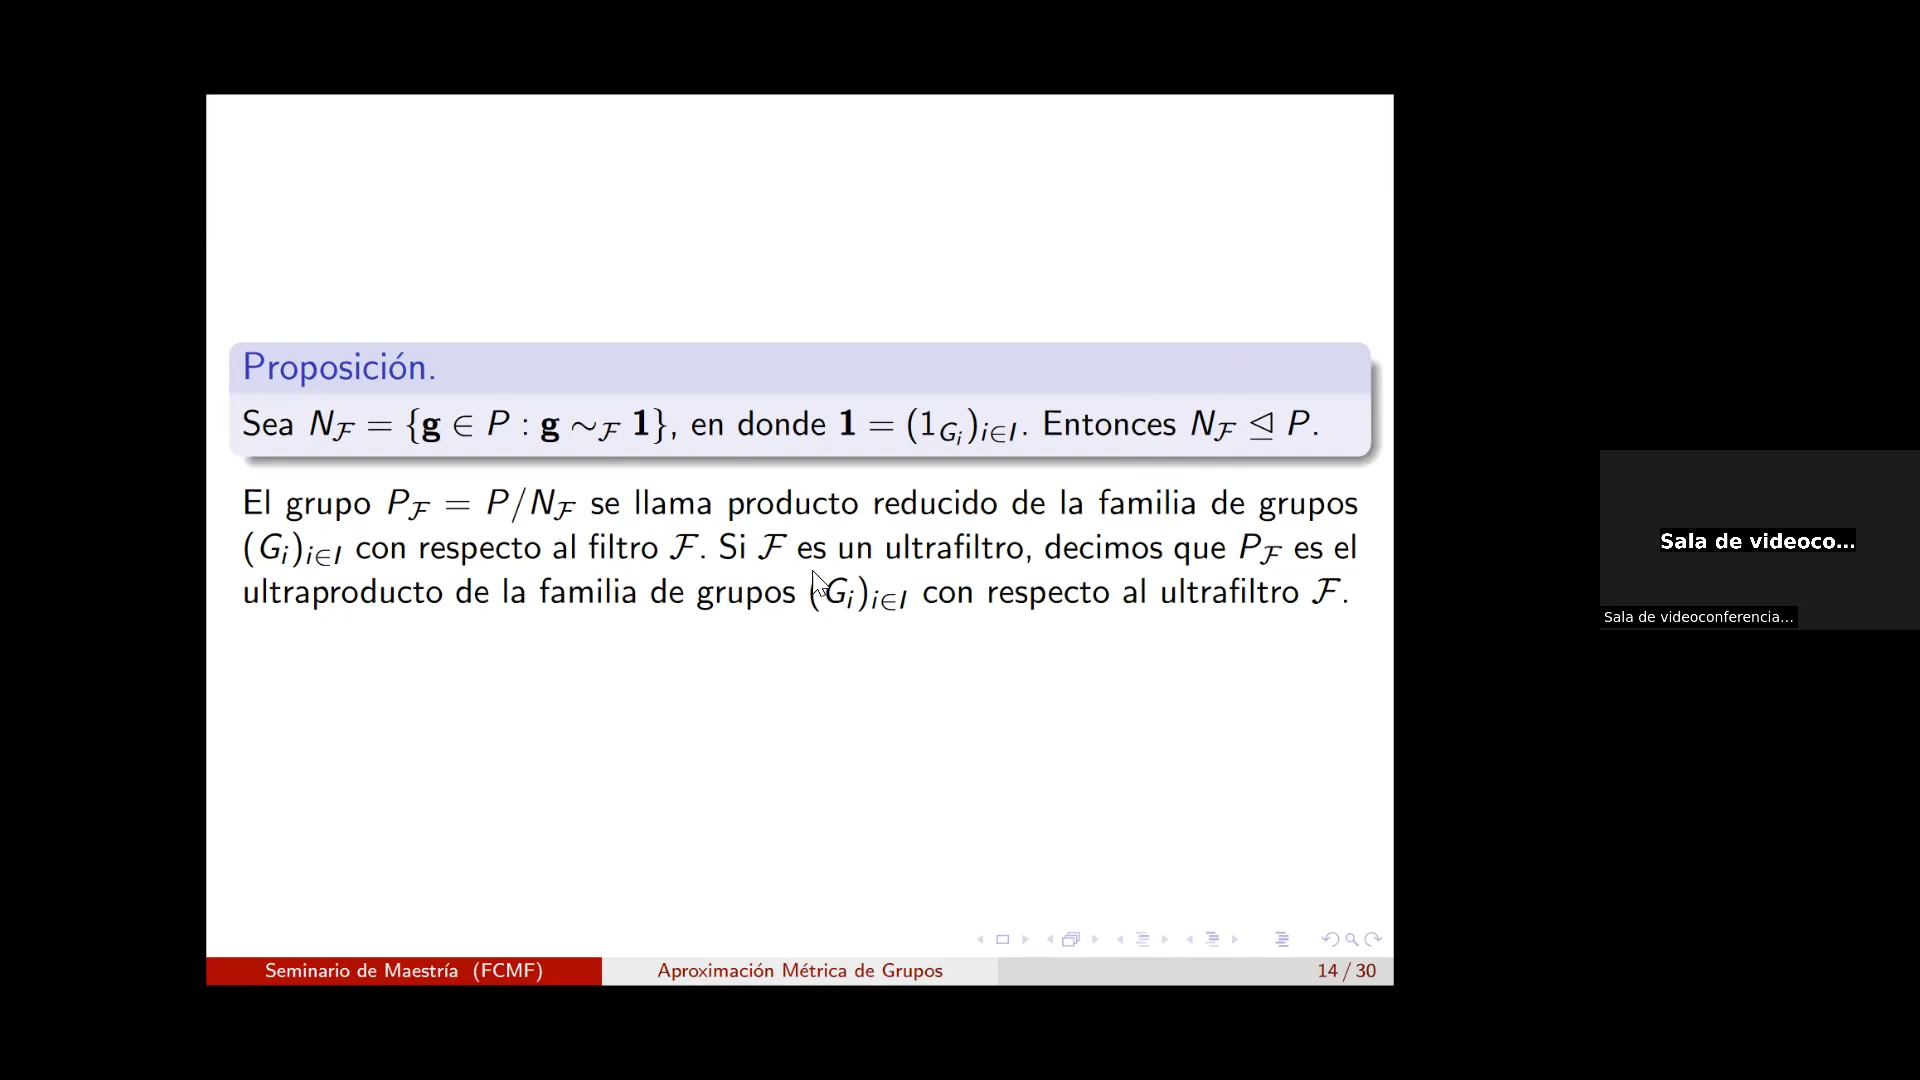 Proposición.
Sea N_F = {g ∈ P : g ∼_F 1}, en donde 1 = (1_{G_i})_{i∈I}. Entonces N_F ⊴ P.
El grupo P_F = P/N_F se llama producto reducido de la familia de grupos
(G_i)_{i∈I} con respecto al filtro F. Si F es un ultrafiltro, decimos que P_F es el
ultraproducto de la familia de grupos (G_i)_{i∈I} con respecto al ultrafiltro F.
Seminario de Maestría (FCMF)
Aproximación Métrica de Grupos
14 / 30
Sala de videoco...
Sala de videoconferencia...